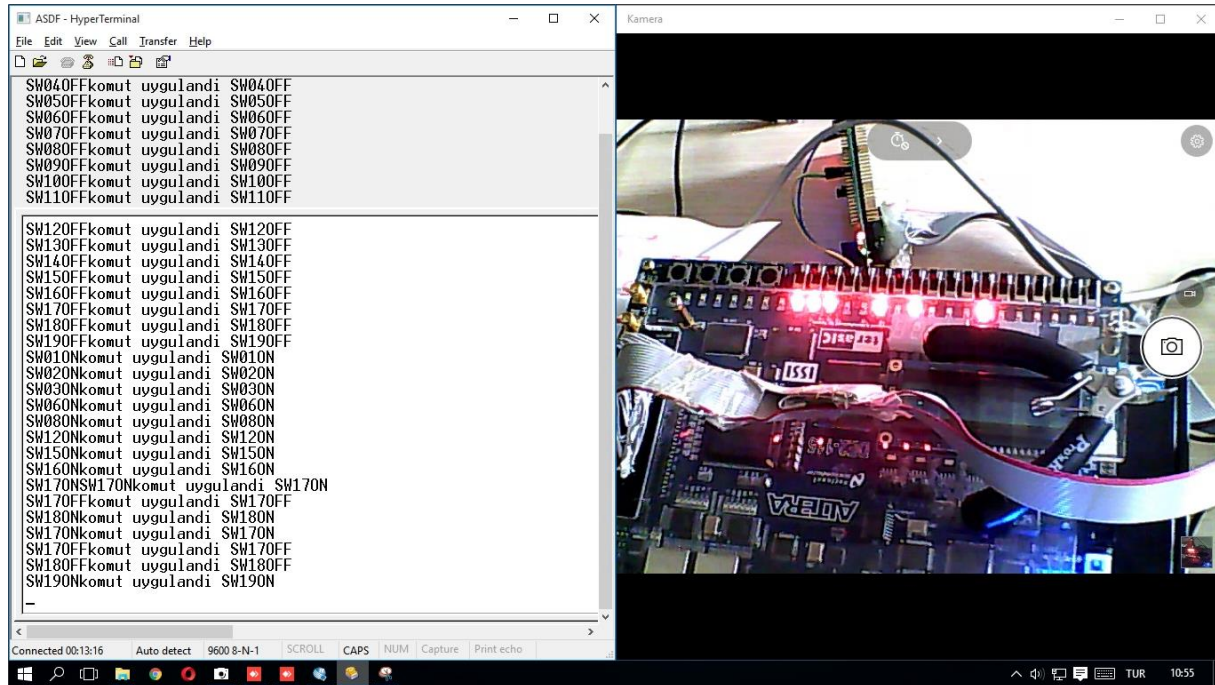 ASDF - HyperTerminal
File Edit View Call Transfer Help
SW04OFFkomut uygulandi SW04OFF
SW05OFFkomut uygulandi SW05OFF
SW06OFFkomut uygulandi SW06OFF
SW07OFFkomut uygulandi SW07OFF
SW08OFFkomut uygulandi SW08OFF
SW09OFFkomut uygulandi SW09OFF
SW10OFFkomut uygulandi SW10OFF
SW11OFFkomut uygulandi SW11OFF
SW12OFFkomut uygulandi SW12OFF
SW13OFFkomut uygulandi SW13OFF
SW14OFFkomut uygulandi SW14OFF
SW15OFFkomut uygulandi SW15OFF
SW16OFFkomut uygulandi SW16OFF
SW17OFFkomut uygulandi SW17OFF
SW18OFFkomut uygulandi SW18OFF
SW19OFFkomut uygulandi SW19OFF
SW01ONkomut uygulandi SW01ON
SW02ONkomut uygulandi SW02ON
SW03ONkomut uygulandi SW03ON
SW06ONkomut uygulandi SW06ON
SW08ONkomut uygulandi SW08ON
SW12ONkomut uygulandi SW12ON
SW15ONkomut uygulandi SW15ON
SW16ONkomut uygulandi SW16ON
SW17ONSW17ONkomut uygulandi SW17ON
SW17OFFkomut uygulandi SW17OFF
SW18ONkomut uygulandi SW18ON
SW17ONkomut uygulandi SW17ON
SW17OFFkomut uygulandi SW17OFF
SW18OFFkomut uygulandi SW18OFF
SW19ONkomut uygulandi SW19ON
Connected 00:13:16 Auto detect 9600 8-N-1 SCROLL CAPS NUM Capture Print echo
Kamera
terasIC
ISSI
ALTERA
TUR 10:55